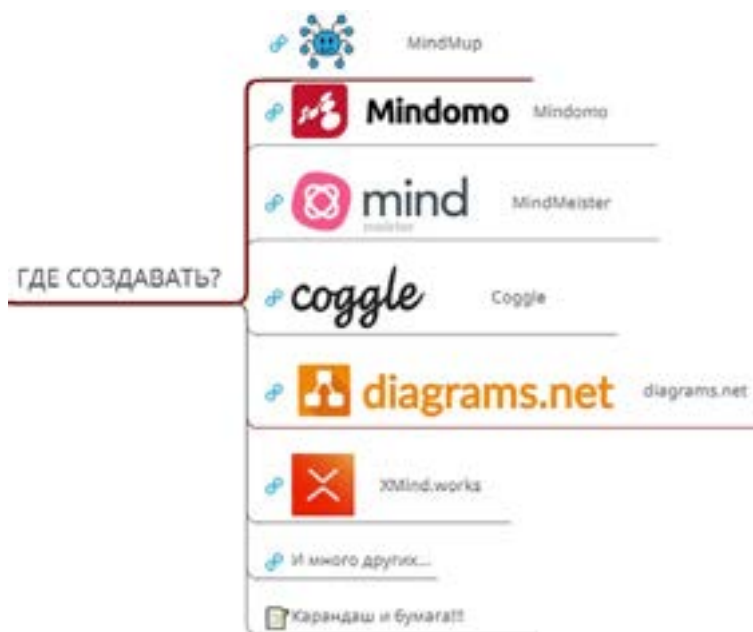 MindMup
Mindomo Mindomo
mind MindMeister
meister
ГДЕ СОЗДАВАТЬ?
coggle Coggle
diagrams.net diagrams.net
XMind.works
И много других...
Карандаш и бумага!!!